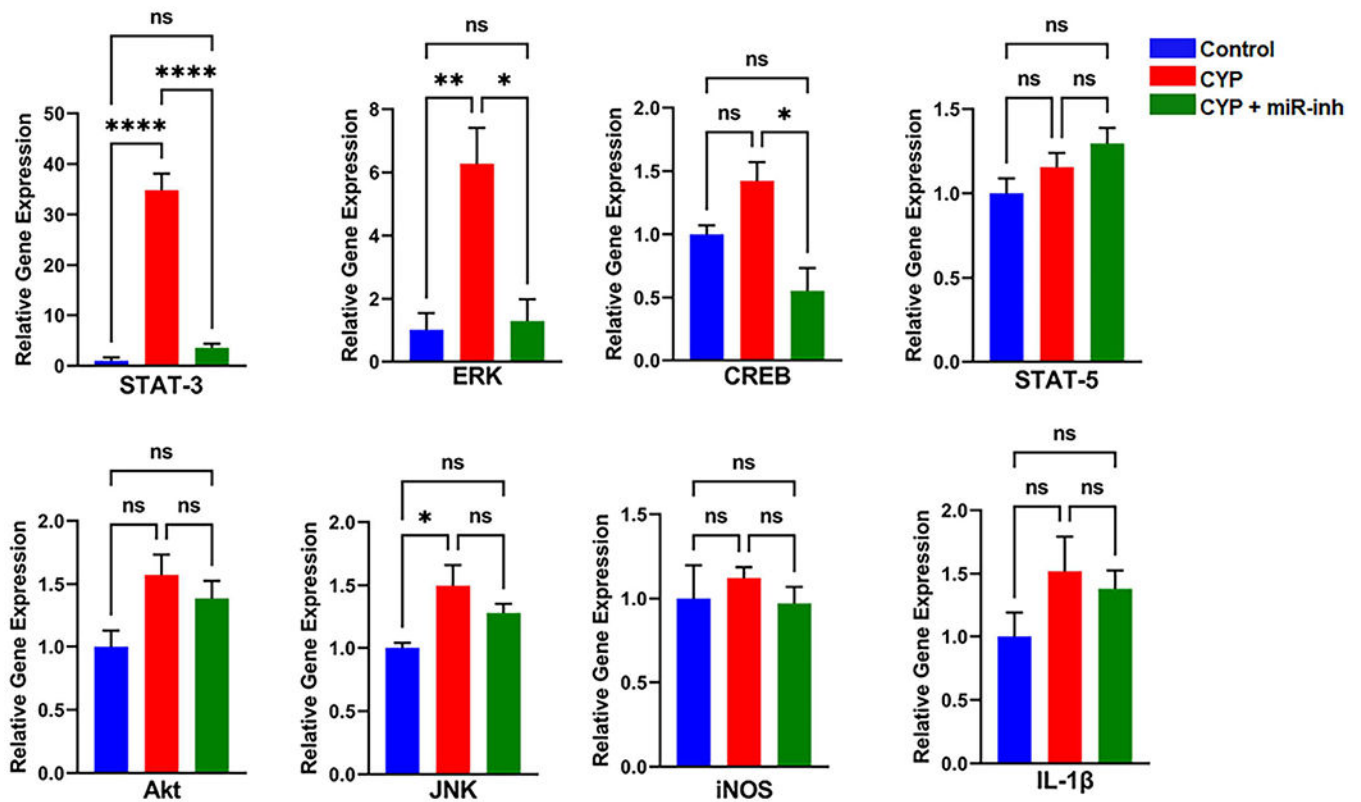 Control
CYP
CYP + miR-inh
ns
****
****
50
40
30
20
10
0
Relative Gene Expression
STAT-3
ns
**
*
8
6
4
2
0
Relative Gene Expression
ERK
ns
ns
*
2.0
1.5
1.0
0.5
0.0
Relative Gene Expression
CREB
ns
ns
ns
1.5
1.0
0.5
0.0
Relative Gene Expression
STAT-5
ns
ns
ns
2.0
1.5
1.0
0.5
0.0
Relative Gene Expression
Akt
ns
*
ns
2.0
1.5
1.0
0.5
0.0
Relative Gene Expression
JNK
ns
ns
ns
1.5
1.0
0.5
0.0
Relative Gene Expression
iNOS
ns
ns
ns
2.0
1.5
1.0
0.5
0.0
Relative Gene Expression
IL-1β